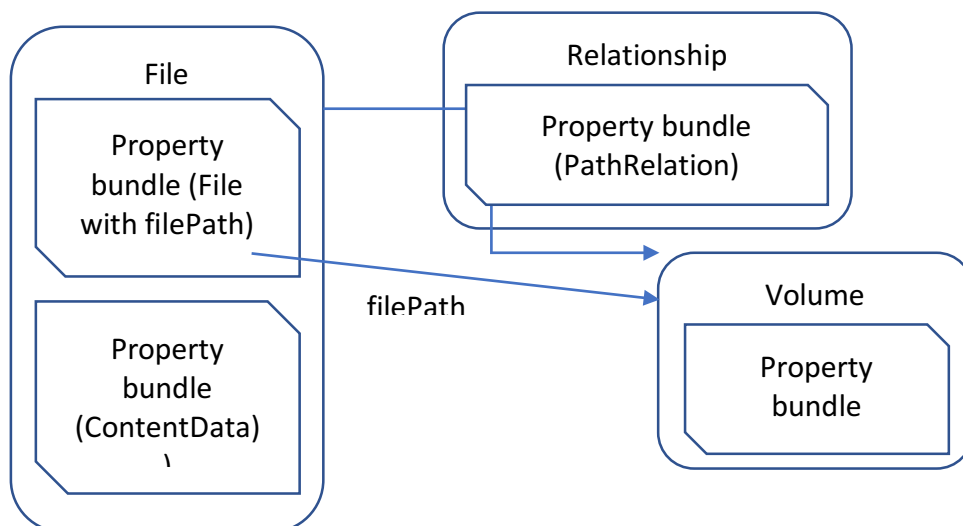 File
Property
bundle (File
with filePath)
Property
bundle
(ContentData)
)
Relationship
Property bundle
(PathRelation)
filePath
Volume
Property
bundle